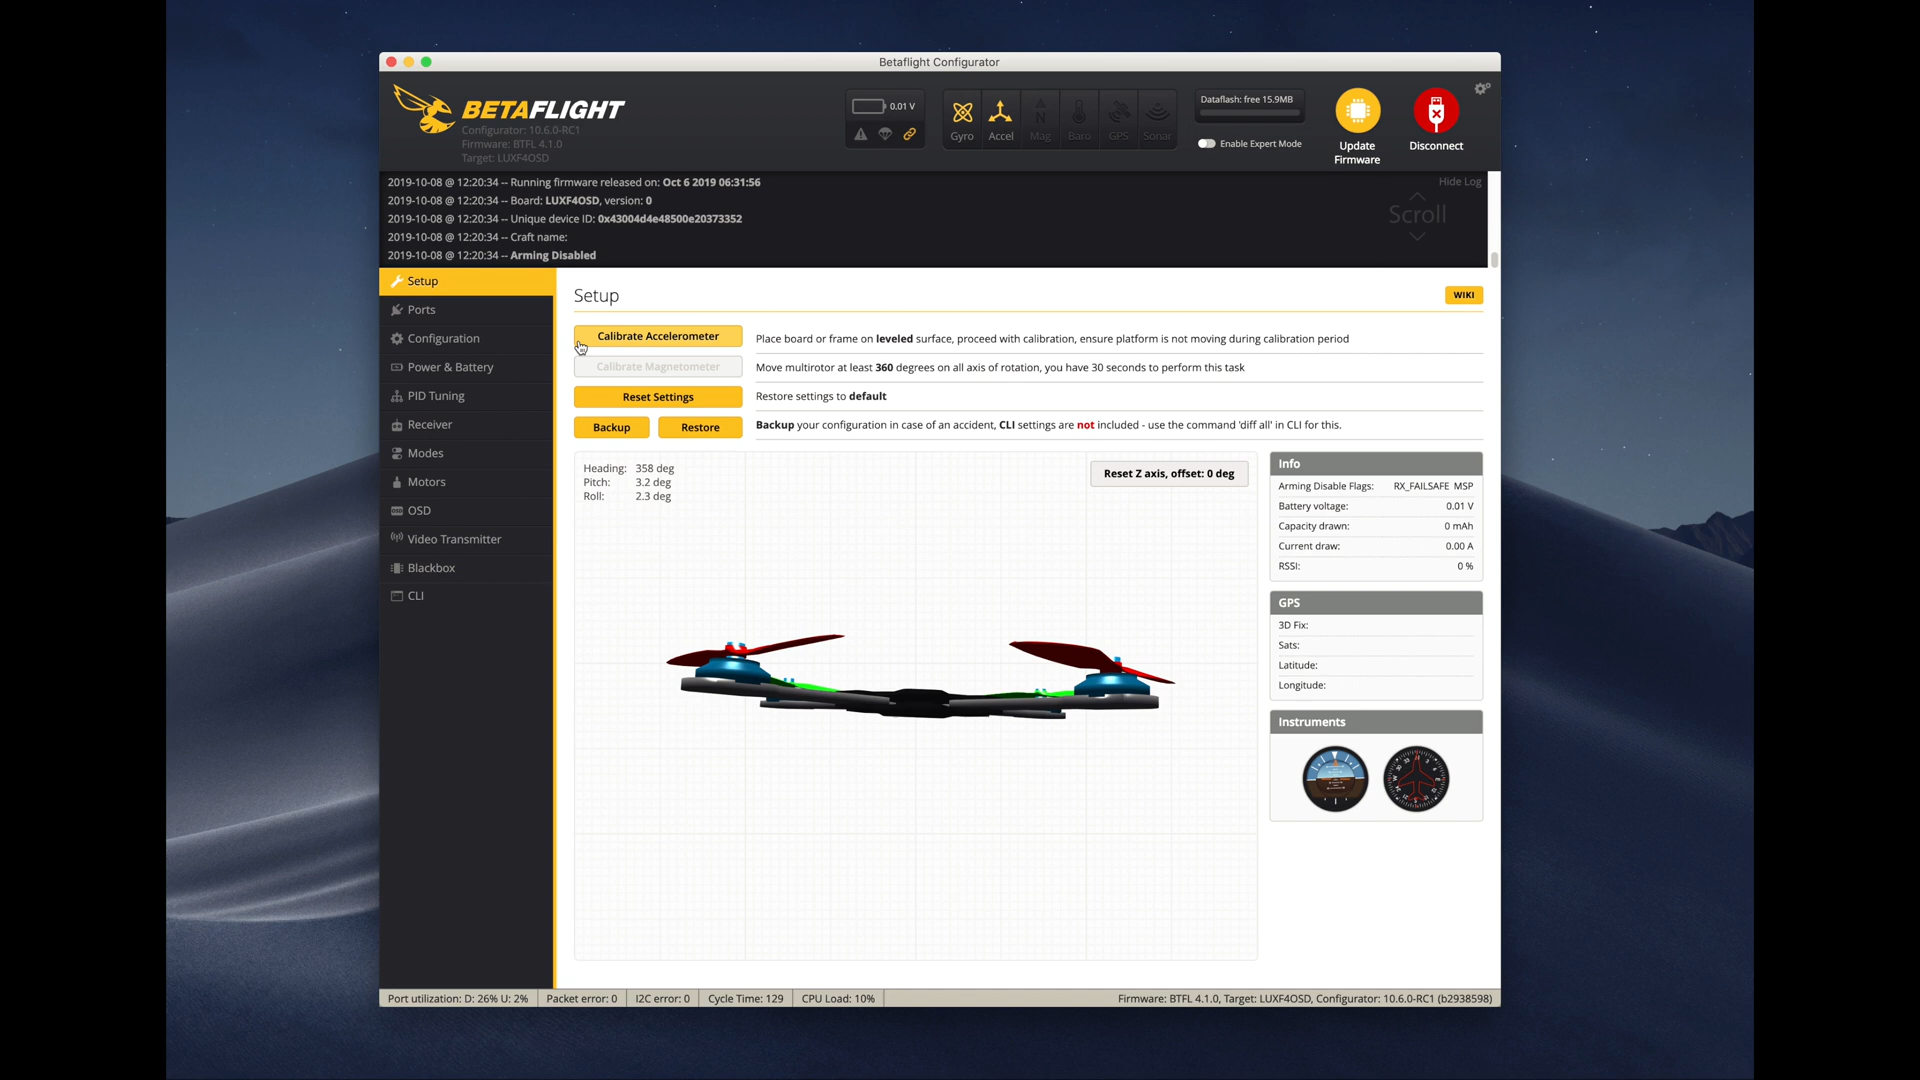 Betaflight Configurator
BETAFLIGHT
Configurator: 10.6.0-RC1
Firmware: BTFL 4.1.0
Target: LUXF4OSD
0.01 V
Gyro
Accel
Mag
Baro
GPS
Sonar
Dataflash: free 15.9MB
Enable Expert Mode
Update
Firmware
Disconnect
2019-10-08 @ 12:20:34 -- Running firmware released on: Oct 6 2019 06:31:56
2019-10-08 @ 12:20:34 -- Board: LUXF4OSD, version: 0
2019-10-08 @ 12:20:34 -- Unique device ID: 0x43004d4e48500e20373352
2019-10-08 @ 12:20:34 -- Craft name:
2019-10-08 @ 12:20:34 -- Arming Disabled
Hide Log
Scroll
Setup
Ports
Configuration
Power & Battery
PID Tuning
Receiver
Modes
Motors
OSD
Video Transmitter
Blackbox
CLI
Setup
WIKI
Calibrate Accelerometer
Place board or frame on leveled surface, proceed with calibration, ensure platform is not moving during calibration period
Calibrate Magnetometer
Move multirotor at least 360 degrees on all axis of rotation, you have 30 seconds to perform this task
Reset Settings
Restore settings to default
Backup
Restore
Backup your configuration in case of an accident, CLI settings are not included - use the command 'diff all' in CLI for this.
Heading: 358 deg
Pitch: 3.2 deg
Roll: 2.3 deg
Reset Z axis, offset: 0 deg
Info
Arming Disable Flags: RX_FAILSAFE MSP
Battery voltage: 0.01 V
Capacity drawn: 0 mAh
Current draw: 0.00 A
RSSI: 0 %
GPS
3D Fix:
Sats:
Latitude:
Longitude:
Instruments
Port utilization: D: 26% U: 2%
Packet error: 0
I2C error: 0
Cycle Time: 129
CPU Load: 10%
Firmware: BTFL 4.1.0, Target: LUXF4OSD, Configurator: 10.6.0-RC1 (b2938598)